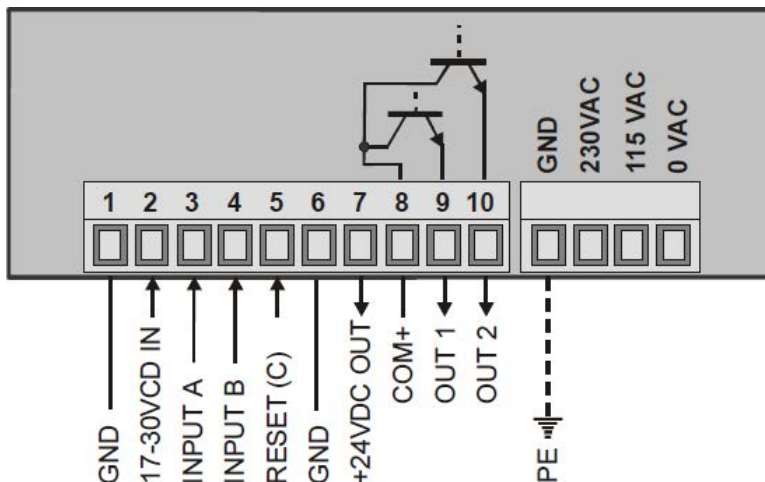 GND
230VAC
115 VAC
0 VAC
1 2 3 4 5 6 7 8 9 10
GND
17-30VCD IN
INPUT A
INPUT B
RESET (C)
GND
+24VDC OUT
COM+
OUT 1
OUT 2
PE